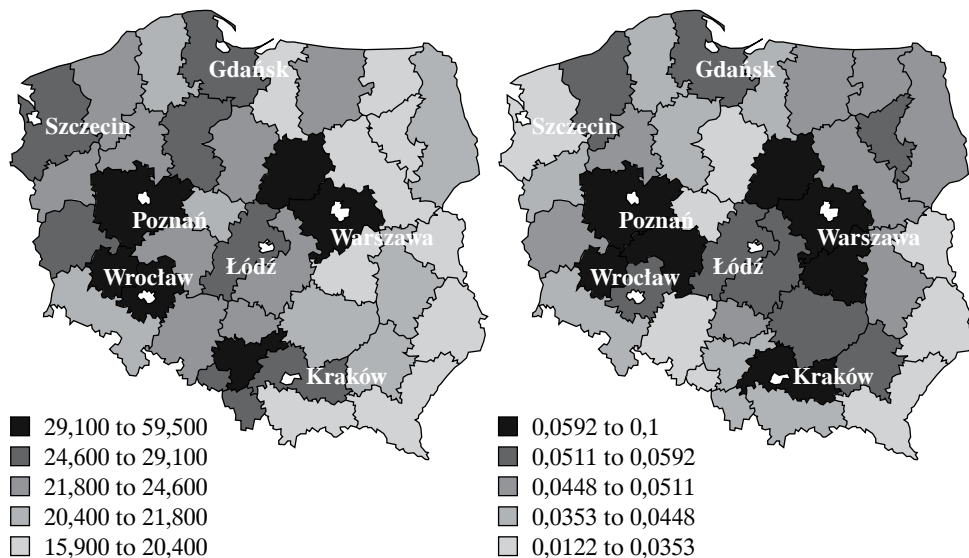 Gdańsk
Szczecin
Poznań
Warszawa
Wrocław
Łódź
Kraków
29,100 to 59,500
24,600 to 29,100
21,800 to 24,600
20,400 to 21,800
15,900 to 20,400
Gdańsk
Szczecin
Poznań
Warszawa
Wrocław
Łódź
Kraków
0,0592 to 0,1
0,0511 to 0,0592
0,0448 to 0,0511
0,0353 to 0,0448
0,0122 to 0,0353